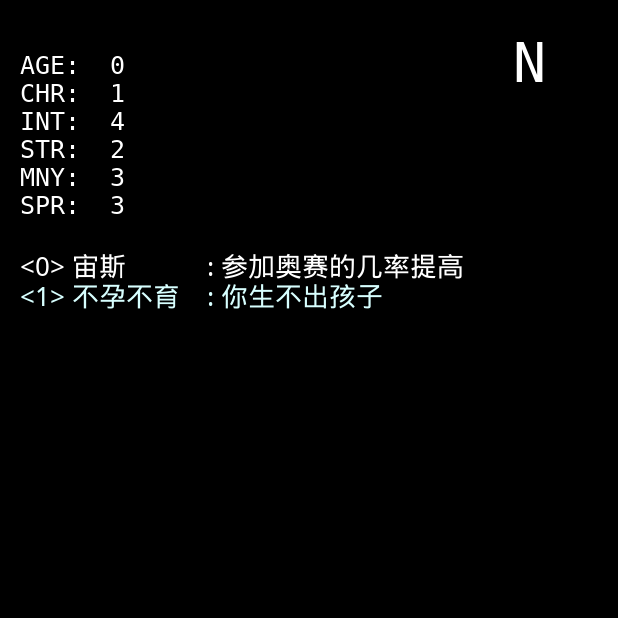 N
AGE: 0
CHR: 1
INT: 4
STR: 2
MNY: 3
SPR: 3
<0> 宙斯 : 参加奥赛的几率提高
<1> 不孕不育 : 你生不出孩子